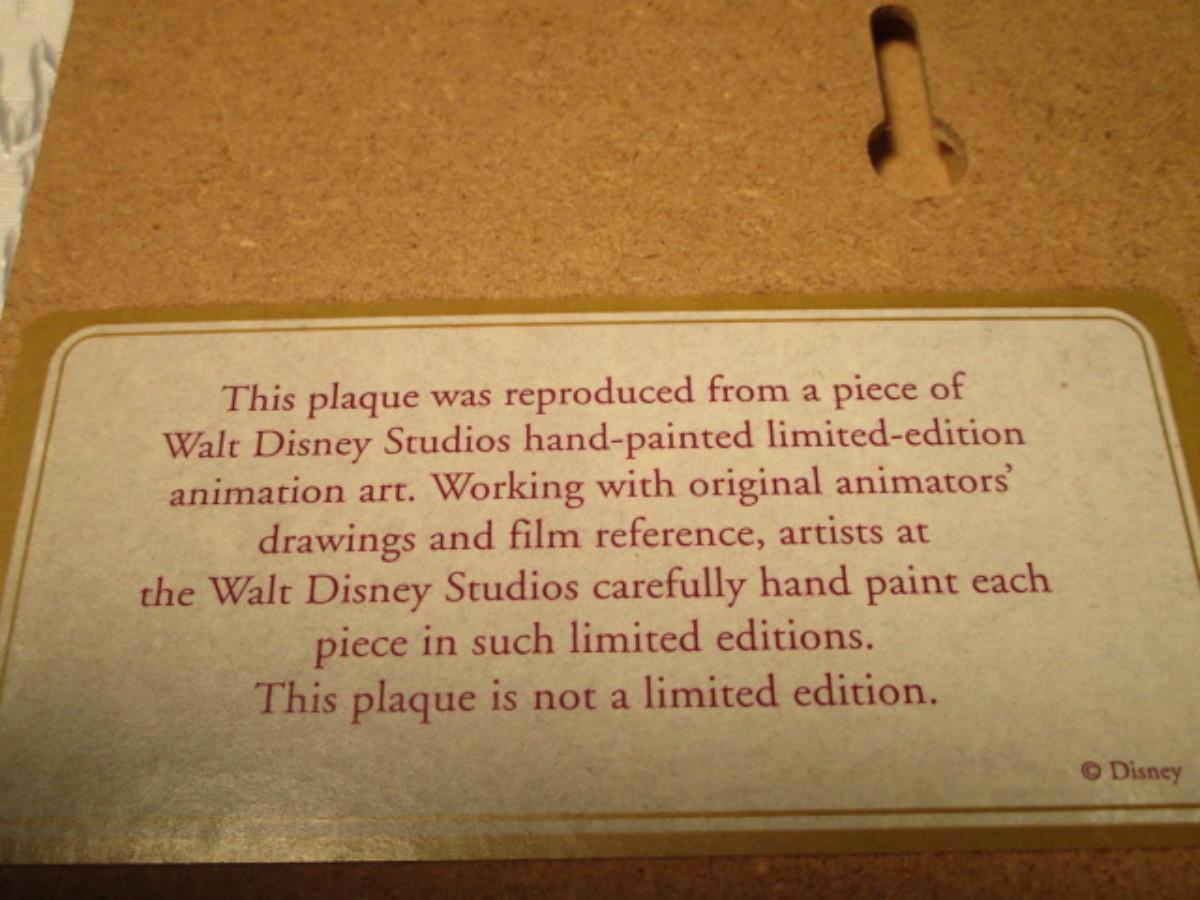 This plaque was reproduced from a piece of
Walt Disney Studios hand-painted limited-edition
animation art. Working with original animators’
drawings and film reference, artists at
the Walt Disney Studios carefully hand paint each
piece in such limited editions.
This plaque is not a limited edition.
© Disney